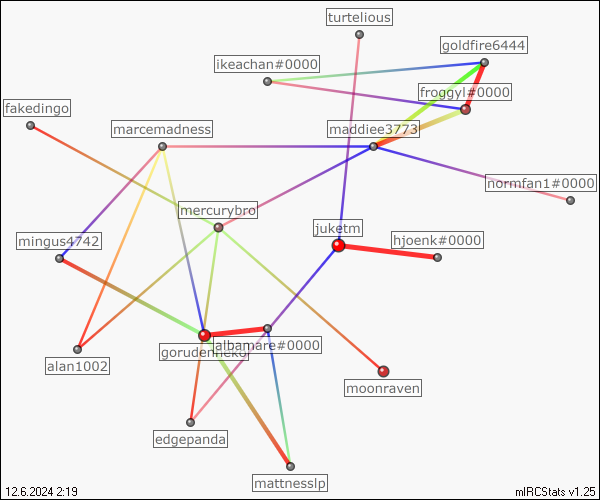 turtelious
goldfire6444
ikeachan#0000
froggyl#0000
fakedingo
marcemadness
maddiee3773
normfan1#0000
mercurybro
juketm
mingus4742
hjoenk#0000
albamare#0000
alan1002
moonraven
edgepanda
mattnesslp
12.6.2024 2:19
mIRCStats v1.25